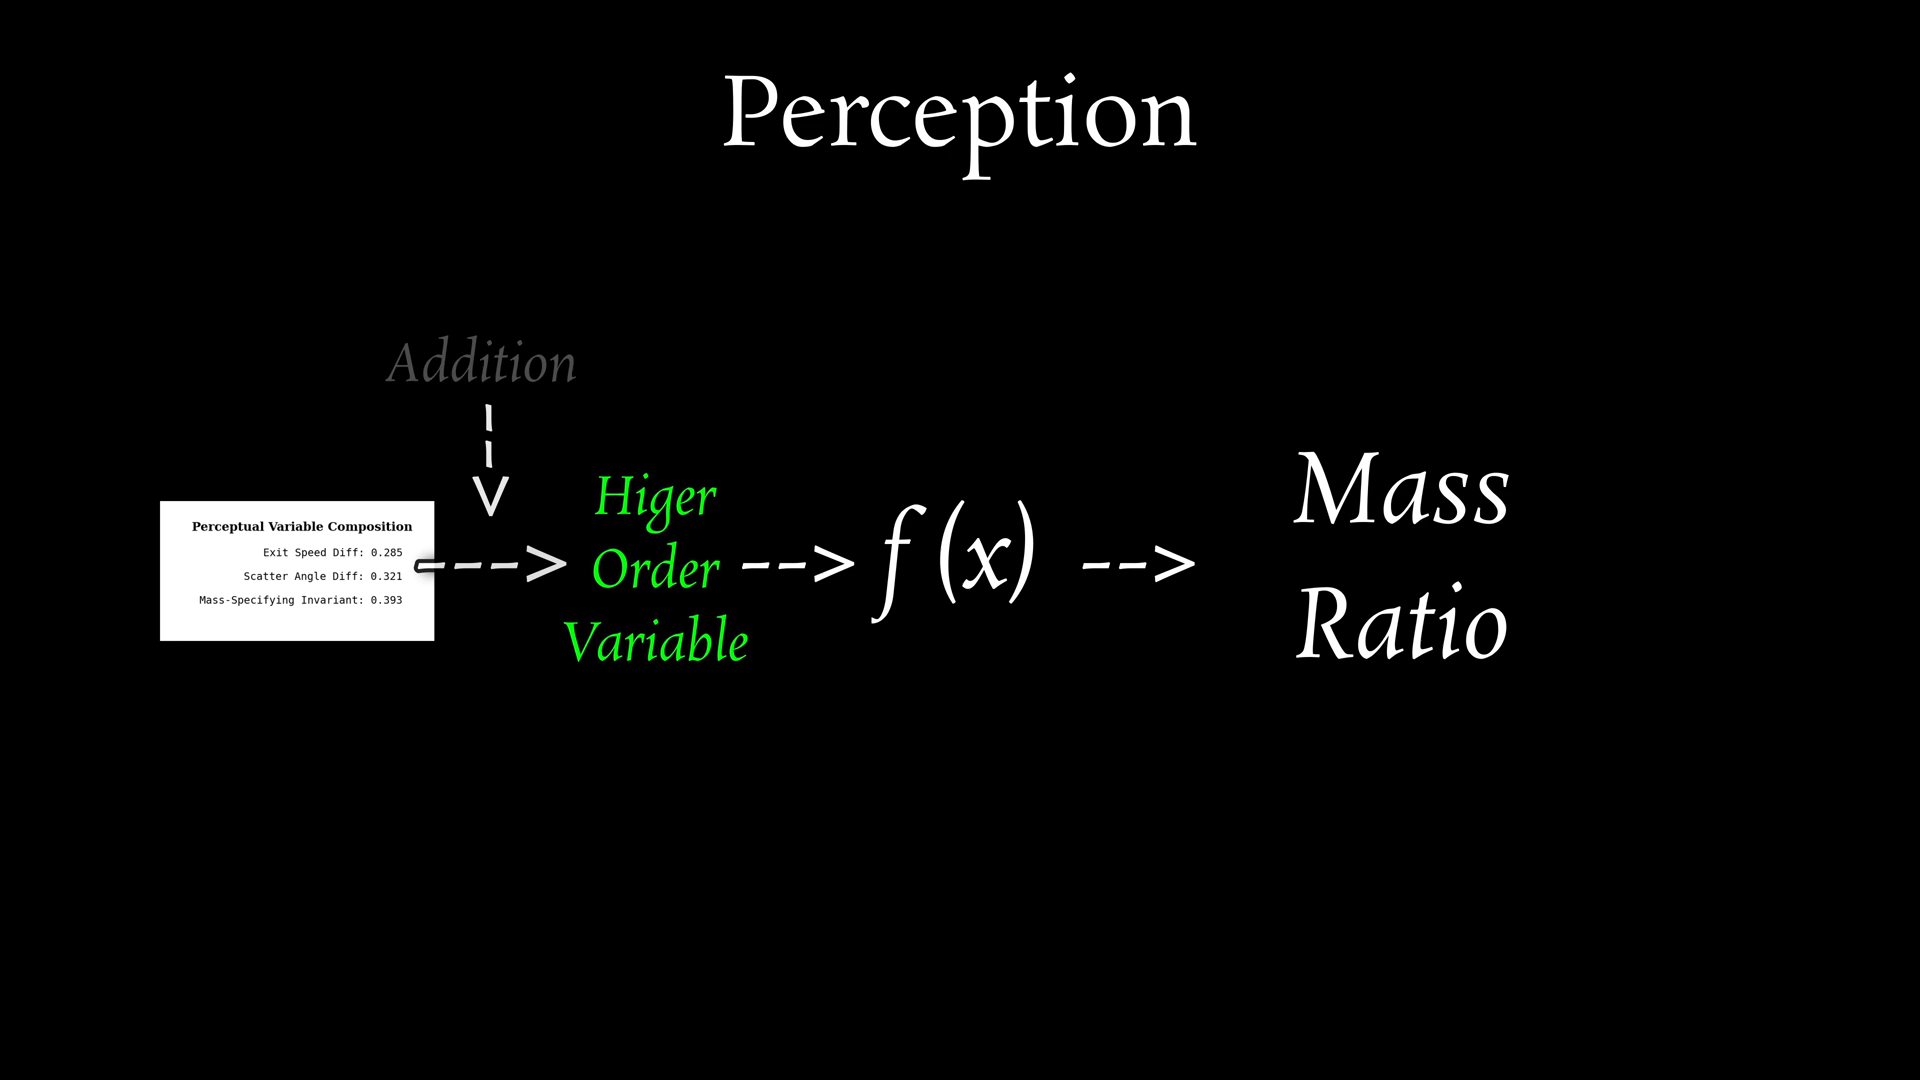 Perception
Addition
Perceptual Variable Composition
Exit Speed Diff: 0.285
Scatter Angle Diff: 0.321
Mass-Specifying Invariant: 0.393
--->
Higer
Order
Variable
-->
f (x)
-->
Mass
Ratio